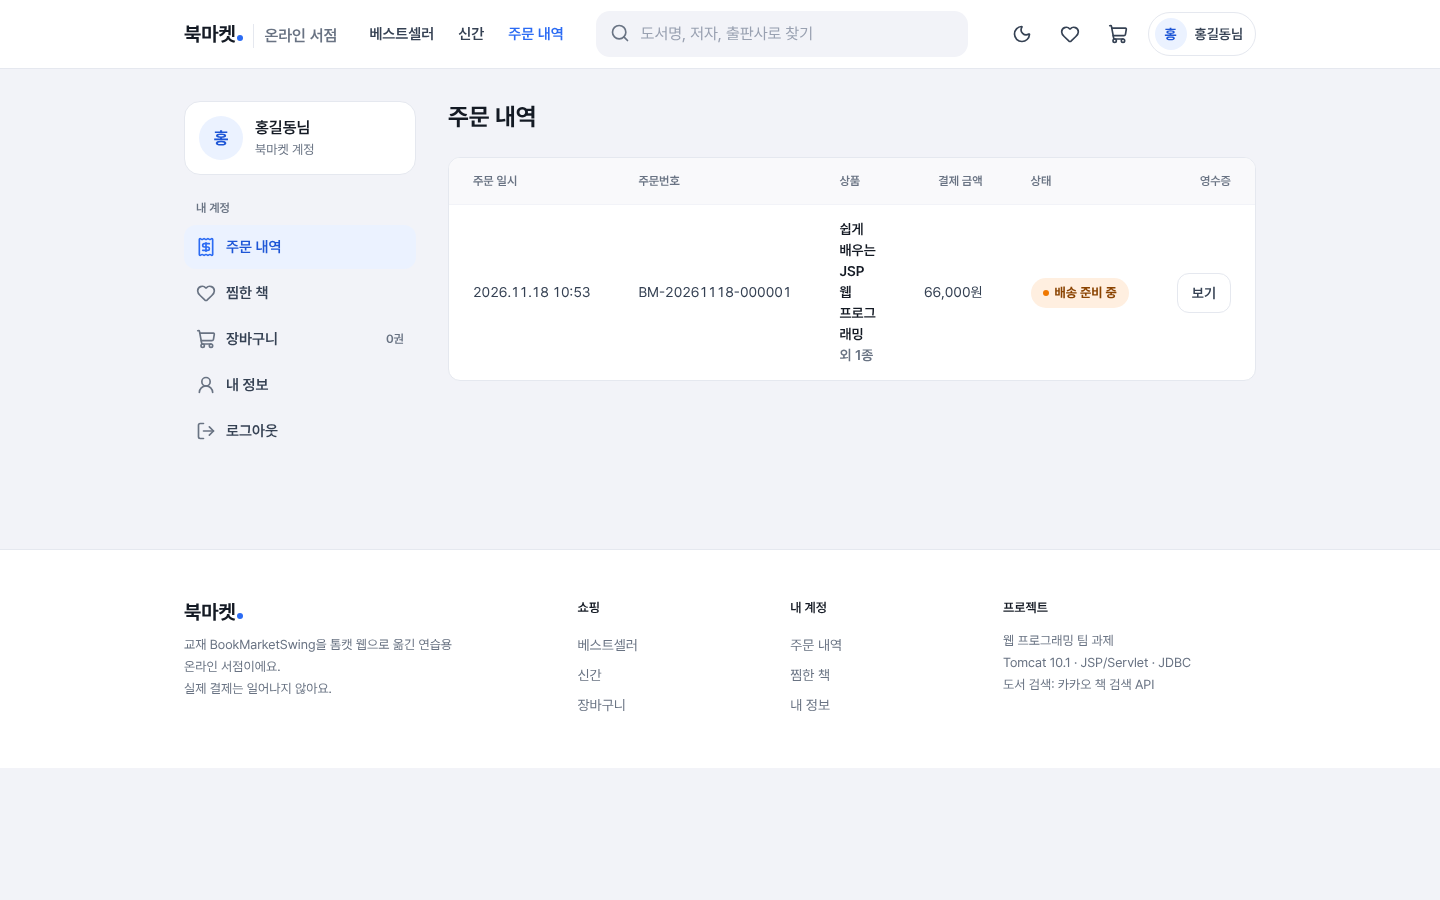 북마켓
온라인 서점
베스트셀러
신간
주문 내역
도서명, 저자, 출판사로 찾기
홍
홍길동님
홍
홍길동님
북마켓 계정
내 계정
주문 내역
찜한 책
장바구니
0권
내 정보
로그아웃
주문 내역
주문 일시
주문번호
상품
결제 금액
상태
영수증
2026.11.18 10:53
BM-20261118-000001
쉽게
배우는
JSP
웹
프로그
래밍
외 1종
66,000원
배송 준비 중
보기
북마켓
교재 BookMarketSwing을 톰캣 웹으로 옮긴 연습용
온라인 서점이에요.
실제 결제는 일어나지 않아요.
쇼핑
베스트셀러
신간
장바구니
내 계정
주문 내역
찜한 책
내 정보
프로젝트
웹 프로그래밍 팀 과제
Tomcat 10.1 · JSP/Servlet · JDBC
도서 검색: 카카오 책 검색 API